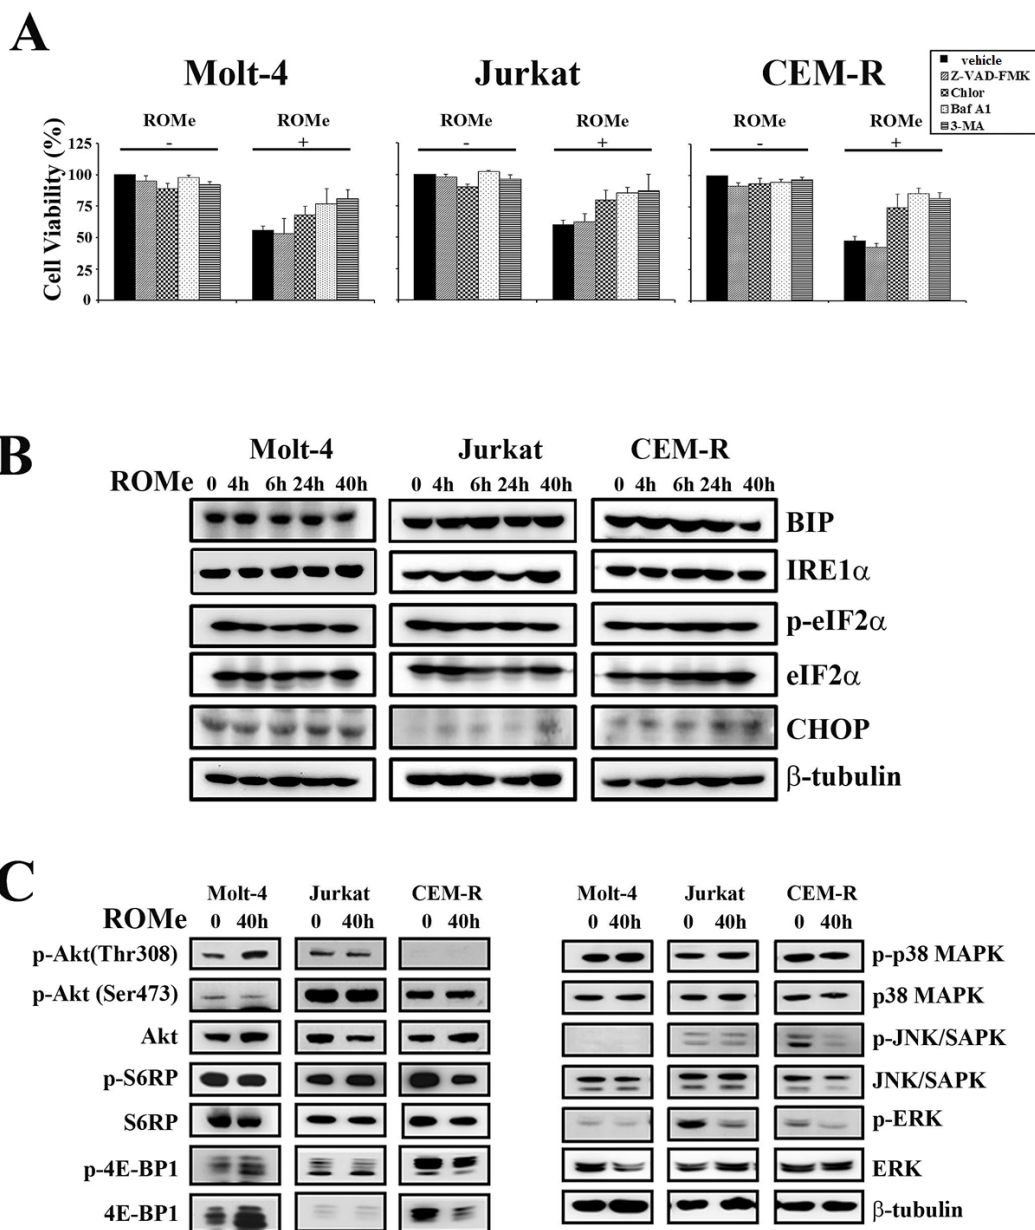 A
Molt-4 Jurkat CEM-R
vehicle
Z-VAD-FMK
Chlor
Baf A1
3-MA
ROMe ROMe ROMe ROMe ROMe ROMe
- + - + - +
Cell Viability (%)
125
100
75
50
25
0
B
Molt-4 Jurkat CEM-R
ROMe 0 4h 6h 24h 40h 0 4h 6h 24h 40h 0 4h 6h 24h 40h
BIP
IRE1α
p-eIF2α
eIF2α
CHOP
β-tubulin
C
Molt-4 Jurkat CEM-R Molt-4 Jurkat CEM-R
ROMe 0 40h 0 40h 0 40h 0 40h 0 40h 0 40h
p-Akt(Thr308) p-p38 MAPK
p-Akt (Ser473) p38 MAPK
Akt p-JNK/SAPK
p-S6RP JNK/SAPK
S6RP p-ERK
p-4E-BP1 ERK
4E-BP1 β-tubulin